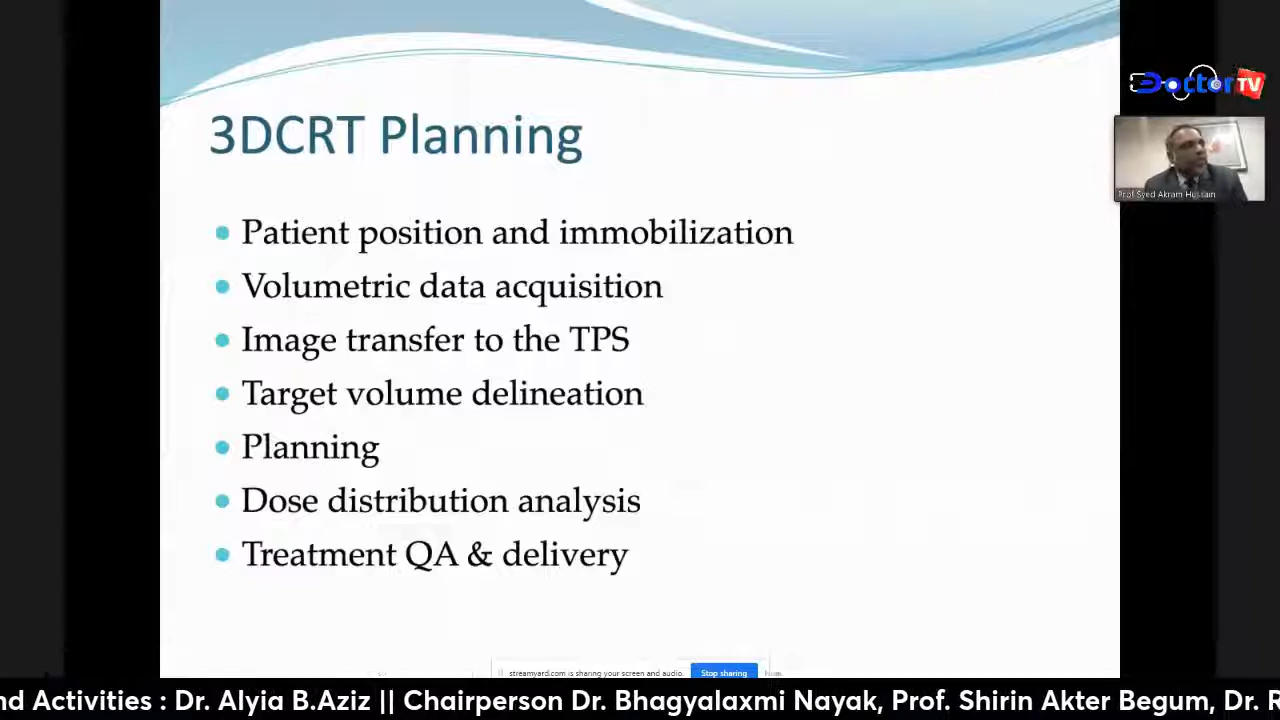 3DCRT Planning
Doctor TV
Prof Syed Akram Hussain
Patient position and immobilization
Volumetric data acquisition
Image transfer to the TPS
Target volume delineation
Planning
Dose distribution analysis
Treatment QA & delivery
streamyard.com is sharing your screen and audio. Stop sharing
nd Activities : Dr. Alyia B.Aziz || Chairperson Dr. Bhagyalaxmi Nayak, Prof. Shirin Akter Begum, Dr. R